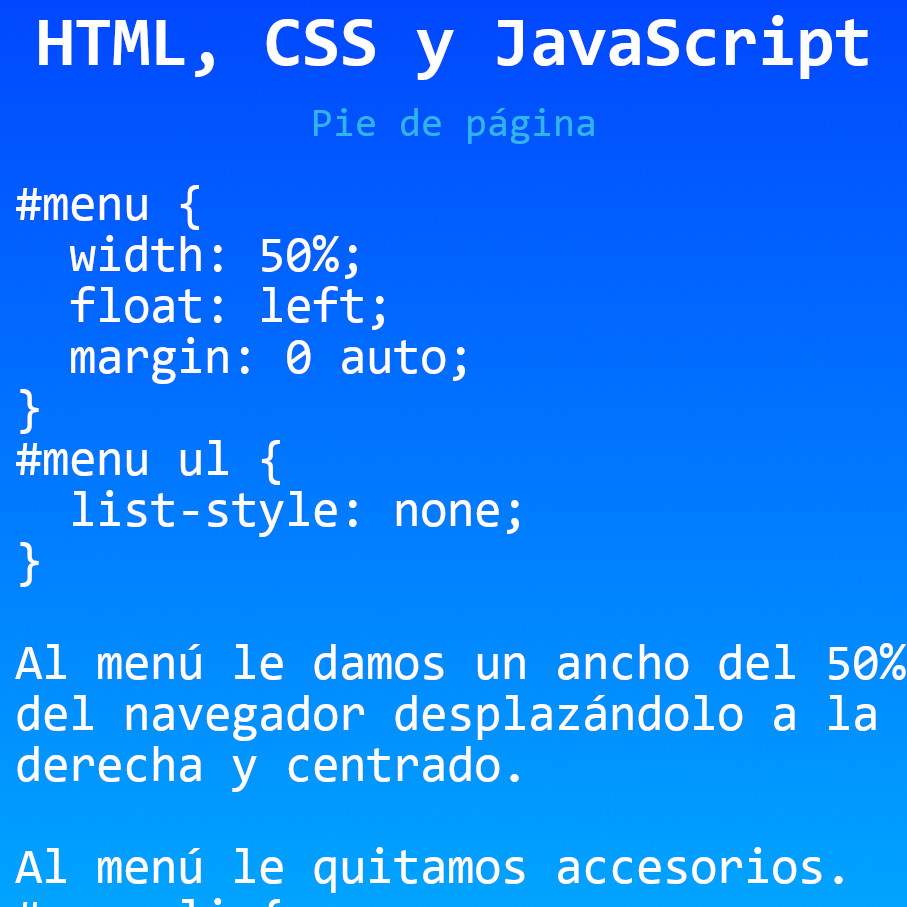 HTML, CSS y JavaScript
Pie de página
#menu {
  width: 50%;
  float: left;
  margin: 0 auto;
}
#menu ul {
  list-style: none;
}
Al menú le damos un ancho del 50%
del navegador desplazándolo a la
derecha y centrado.
Al menú le quitamos accesorios.